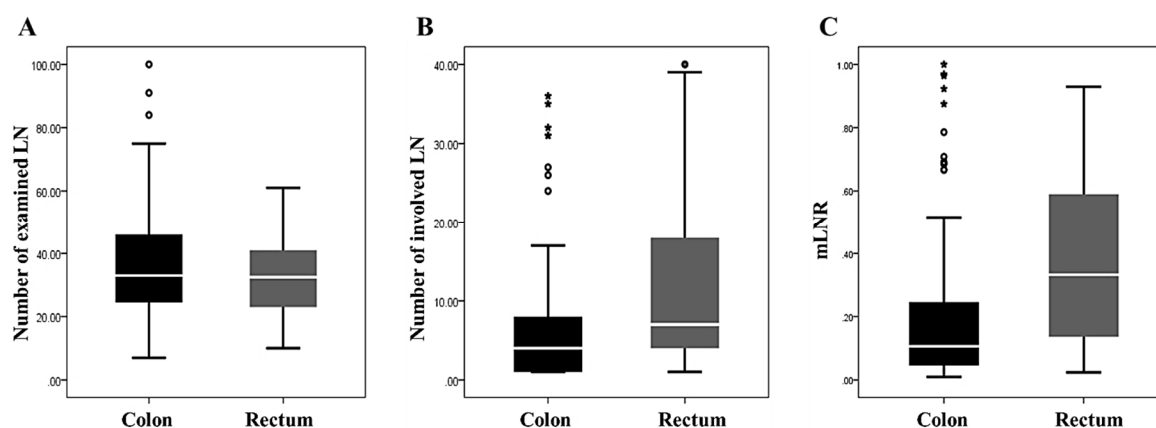 A
Number of examined LN
100.00
80.00
60.00
40.00
20.00
.00
Colon
Rectum
B
Number of involved LN
40.00
30.00
20.00
10.00
.00
Colon
Rectum
C
mLNR
1.00
.80
.60
.40
.20
.00
Colon
Rectum